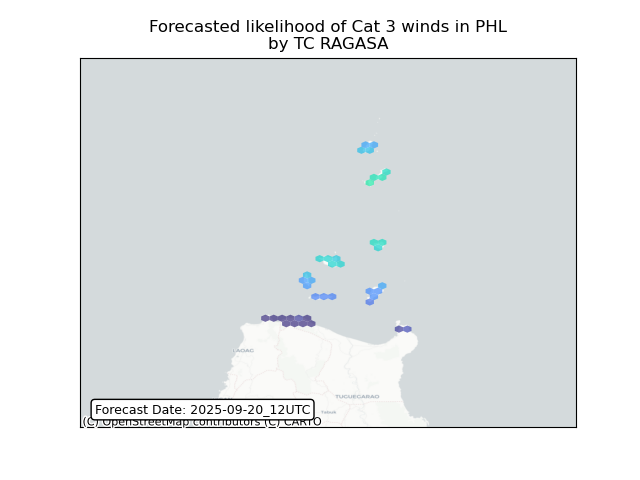 Forecasted likelihood of Cat 3 winds in PHL
by TC RAGASA
LAOAG
TUGUEGARAO
Tabuk
Forecast Date: 2025-09-20_12UTC
(C) OpenStreetMap contributors (C) CARTO